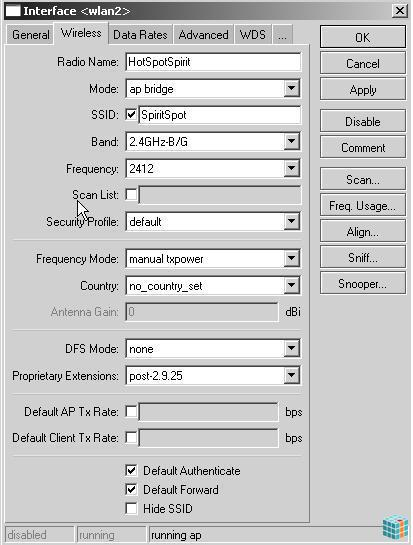 Interface <wlan2>
General Wireless Data Rates Advanced WDS ...
Radio Name: HotSpotSpirit
Mode: ap bridge
SSID: SpiritSpot
Band: 2.4GHz-B/G
Frequency: 2412
Scan List:
Security Profile: default
Frequency Mode: manual txpower
Country: no_country_set
Antenna Gain: 0 dBi
DFS Mode: none
Proprietary Extensions: post-2.9.25
Default AP Tx Rate: bps
Default Client Tx Rate: bps
Default Authenticate
Default Forward
Hide SSID
OK
Cancel
Apply
Disable
Comment
Scan...
Freq. Usage...
Align...
Sniff...
Snooper...
disabled running running ap